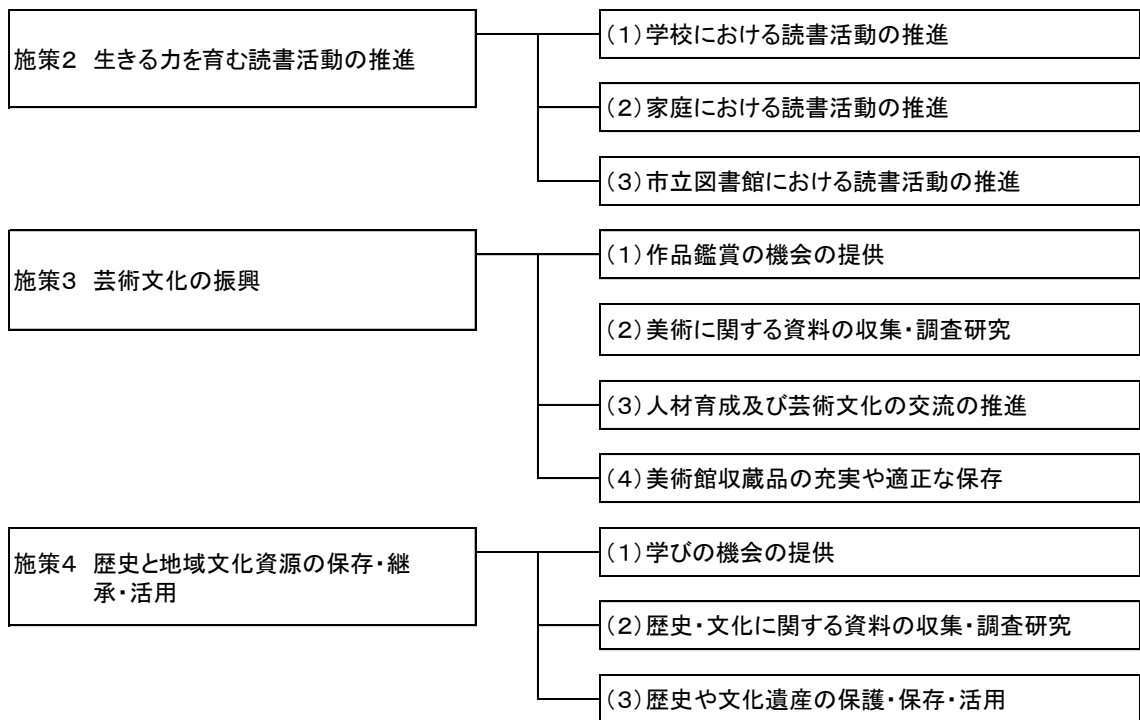 施策2 生きる力を育む読書活動の推進
(1)学校における読書活動の推進
(2)家庭における読書活動の推進
(3)市立図書館における読書活動の推進
施策3 芸術文化の振興
(1)作品鑑賞の機会の提供
(2)美術に関する資料の収集・調査研究
(3)人材育成及び芸術文化の交流の推進
(4)美術館収蔵品の充実や適正な保存
施策4 歴史と地域文化資源の保存・継
承・活用
(1)学びの機会の提供
(2)歴史・文化に関する資料の収集・調査研究
(3)歴史や文化遺産の保護・保存・活用